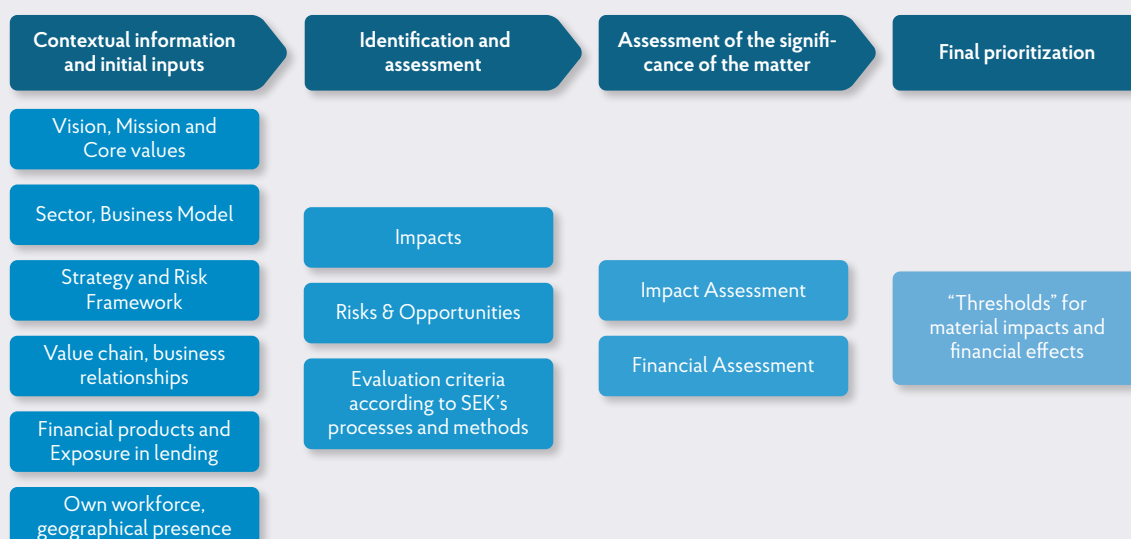 Contextual information
and initial inputs
Identification and
assessment
Assessment of the signifi-
cance of the matter
Final prioritization
Vision, Mission and
Core values
Sector, Business Model
Strategy and Risk
Framework
Value chain, business
relationships
Financial products and
Exposure in lending
Own workforce,
geographical presence
Impacts
Risks & Opportunities
Evaluation criteria
according to SEK’s
processes and methods
Impact Assessment
Financial Assessment
“Thresholds” for
material impacts and
financial effects